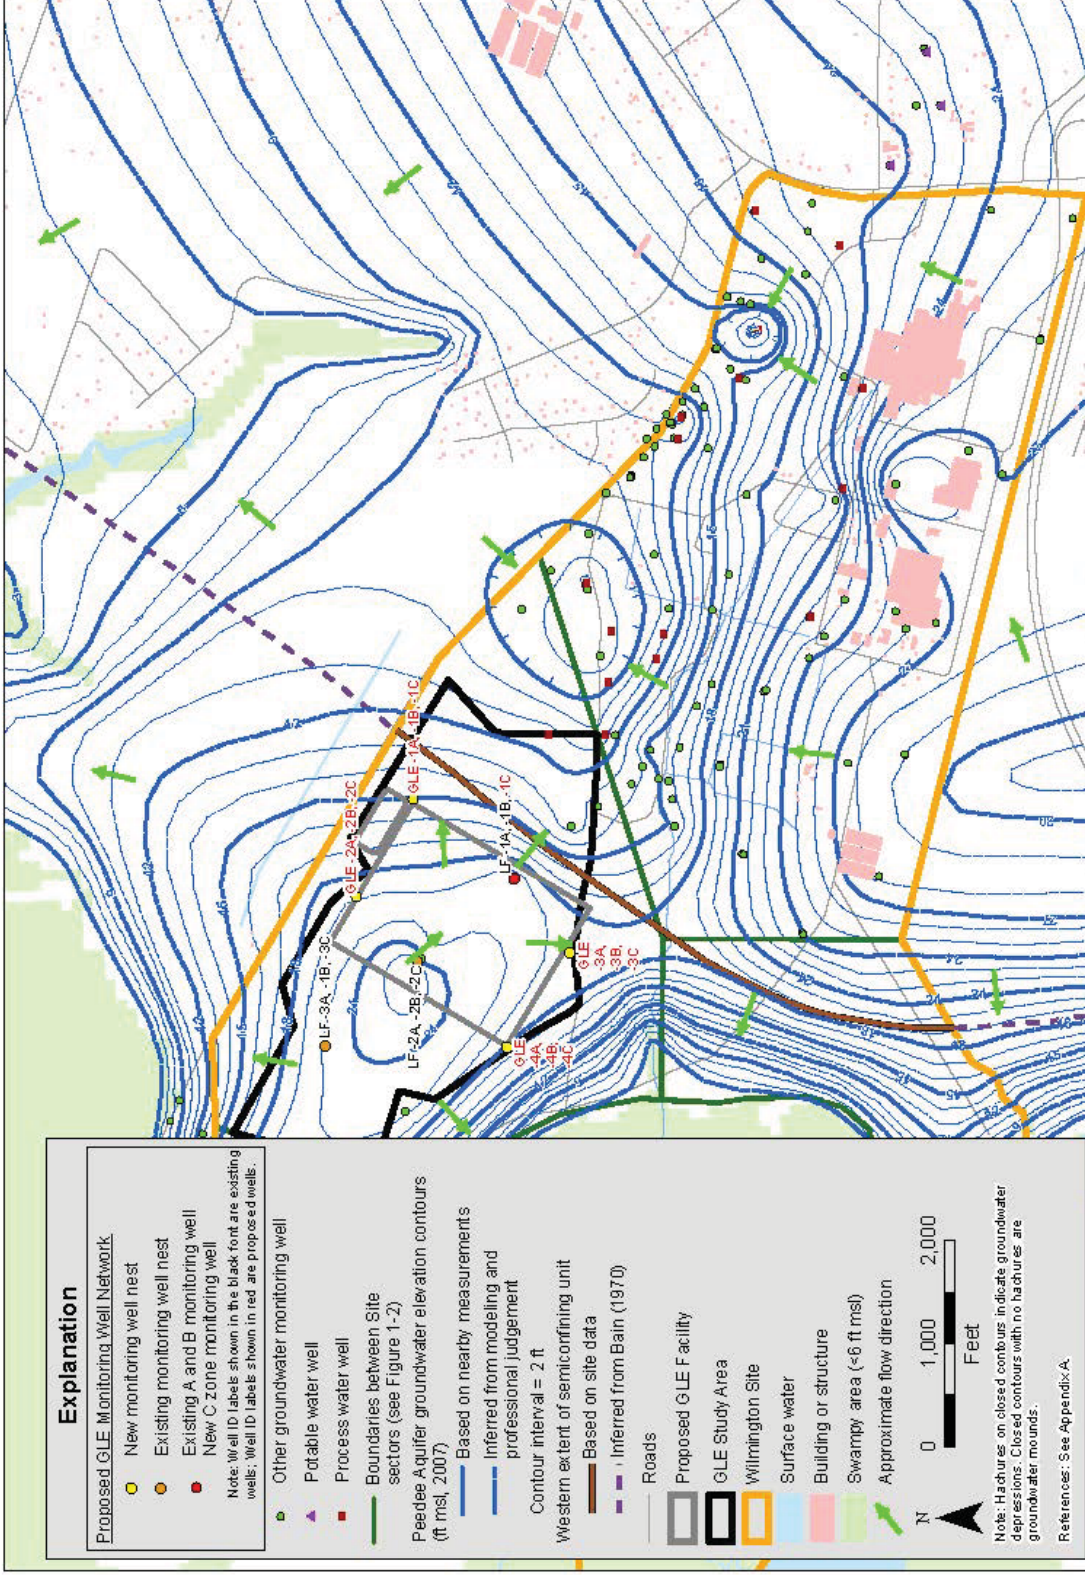 Explanation
Proposed GLE Monitoring Well Network
New monitoring well nest
Existing monitoring well nest
Existing A and B monitoring well
New C zone monitoring well
Note: Well ID labels shown in the black font are existing
wells; Well ID labels shown in red are proposed wells.
Other groundwater monitoring well
Potable water well
Process water well
Boundaries between Site
sectors (see Figure 1-2)
Peedee Aquifer groundwater elevation contours
(ft msl, 2007)
Based on nearby measurements
Inferred from modeling and
professional judgement
Contour interval = 2 ft
Western extent of semiconfining unit
Based on site data
Inferred from Bain (1970)
Roads
Proposed GLE Facility
GLE Study Area
Wilmington Site
Surface water
Building or structure
Swampy area (<6 ft msl)
Approximate flow direction
N
0 1,000 2,000
Feet
Note: Hachures on closed contours indicate groundwater
depressions. Closed contours with no hachures are
groundwater mounds.
References: See Appendix A.
LF-3A, -1B, -3C
GLE-2A, -2B, -2C
GLE-1A, -1B, -1C
LF-2A, -2B, -2C
LF-1A, -1B, -1C
GLE
-4A,
-4B,
-4C
GLE
-3A,
-3B,
-3C